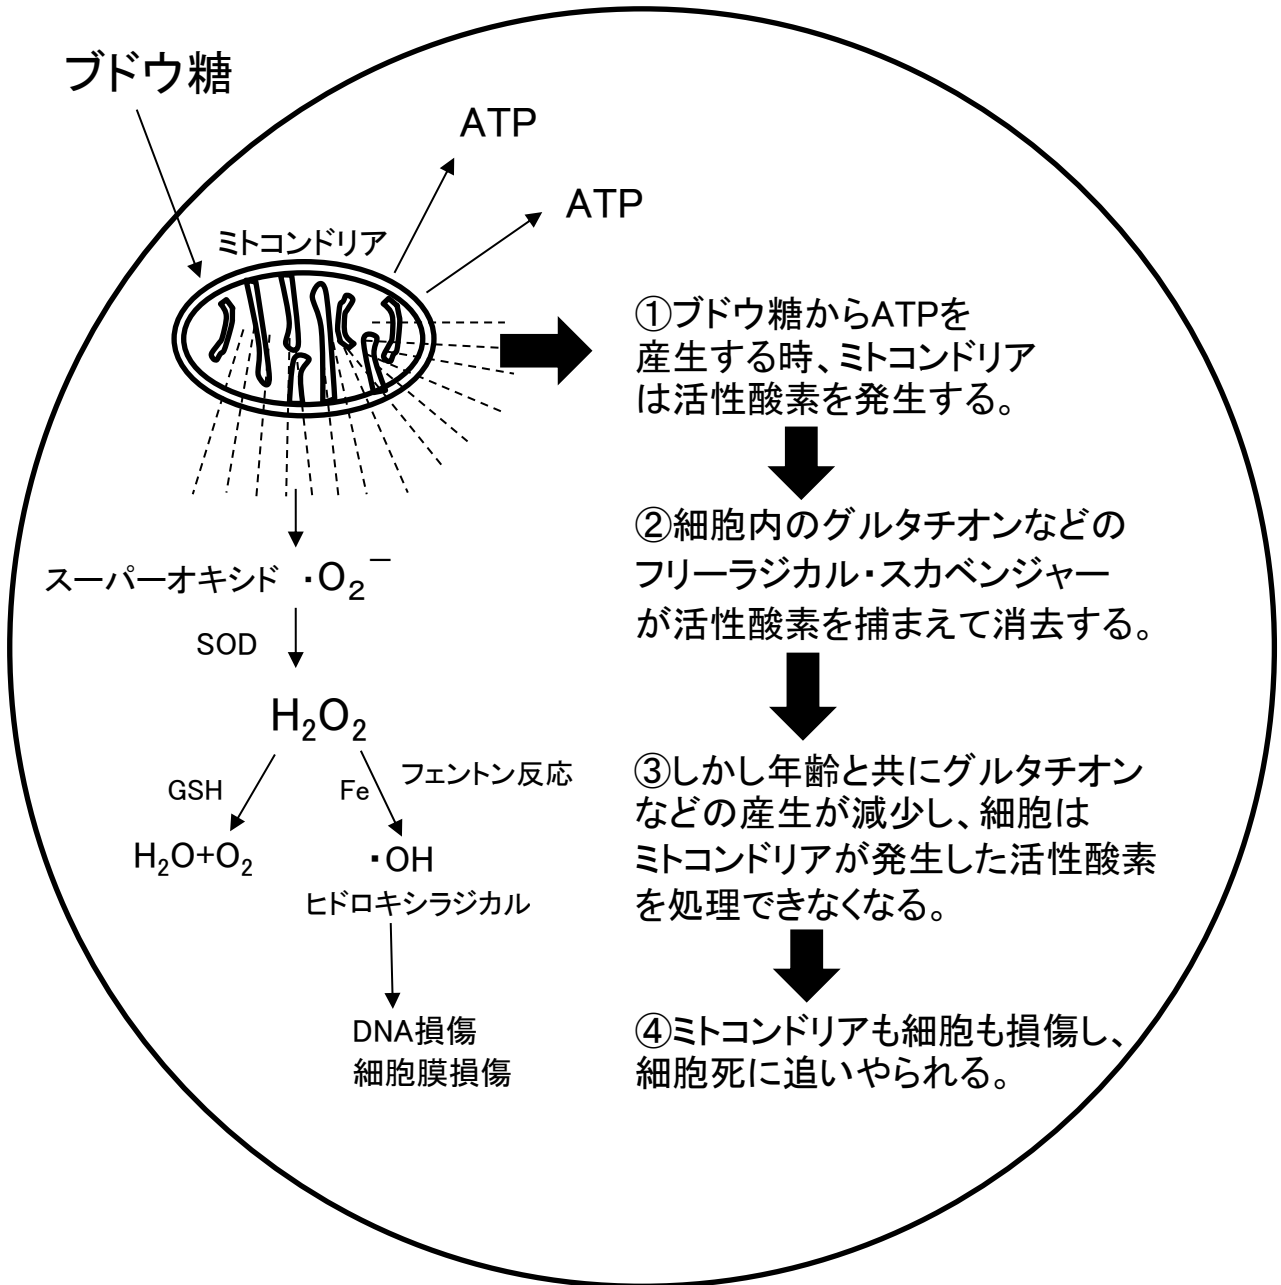 ブドウ糖
ATP
ATP
ミトコンドリア
①ブドウ糖からATPを
産生する時、ミトコンドリア
は活性酸素を発生する。
②細胞内のグルタチオンなどの
フリーラジカル・スカベンジャー
が活性酸素を捕まえて消去する。
③しかし年齢と共にグルタチオン
などの産生が減少し、細胞は
ミトコンドリアが発生した活性酸素
を処理できなくなる。
④ミトコンドリアも細胞も損傷し、
細胞死に追いやられる。
スーパーオキシド ・O₂⁻
SOD
H₂O₂
GSH
Fe
フェントン反応
H₂O+O₂
・OH
ヒドロキシラジカル
DNA損傷
細胞膜損傷